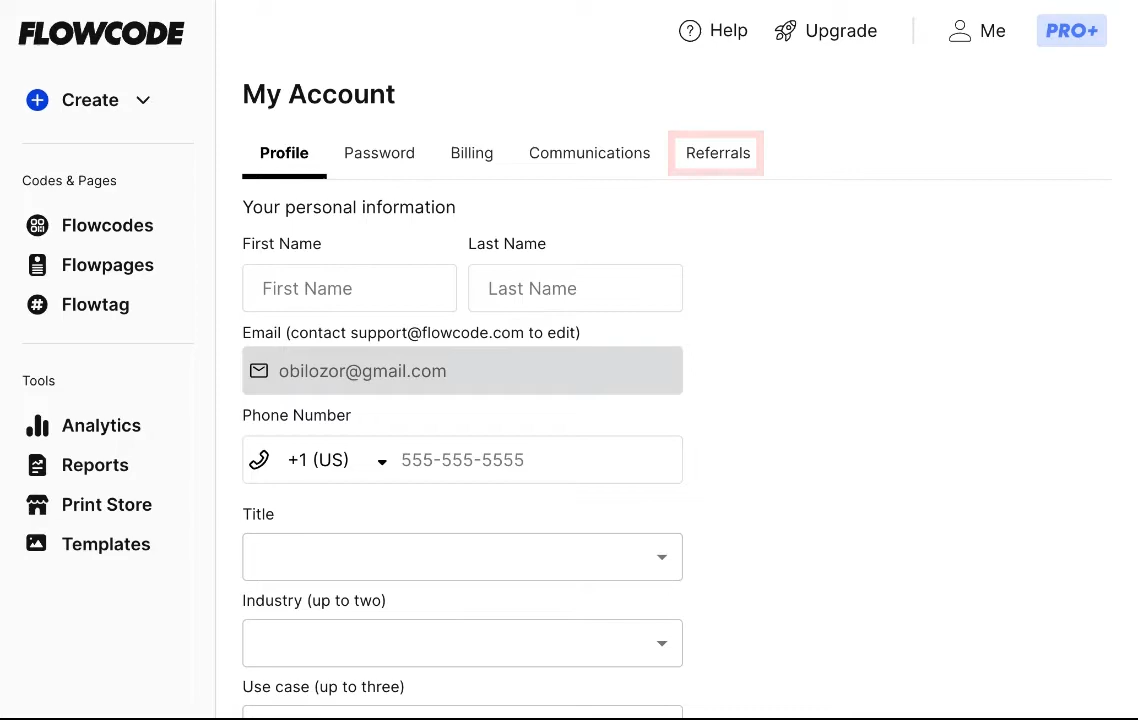 FLOWCODE
Help
Upgrade
Me
PRO+
Create
Codes & Pages
Flowcodes
Flowpages
Flowtag
Tools
Analytics
Reports
Print Store
Templates
My Account
Profile
Password
Billing
Communications
Referrals
Your personal information
First Name
Last Name
First Name
Last Name
Email (contact support@flowcode.com to edit)
obilozor@gmail.com
Phone Number
+1 (US)
555-555-5555
Title
Industry (up to two)
Use case (up to three)